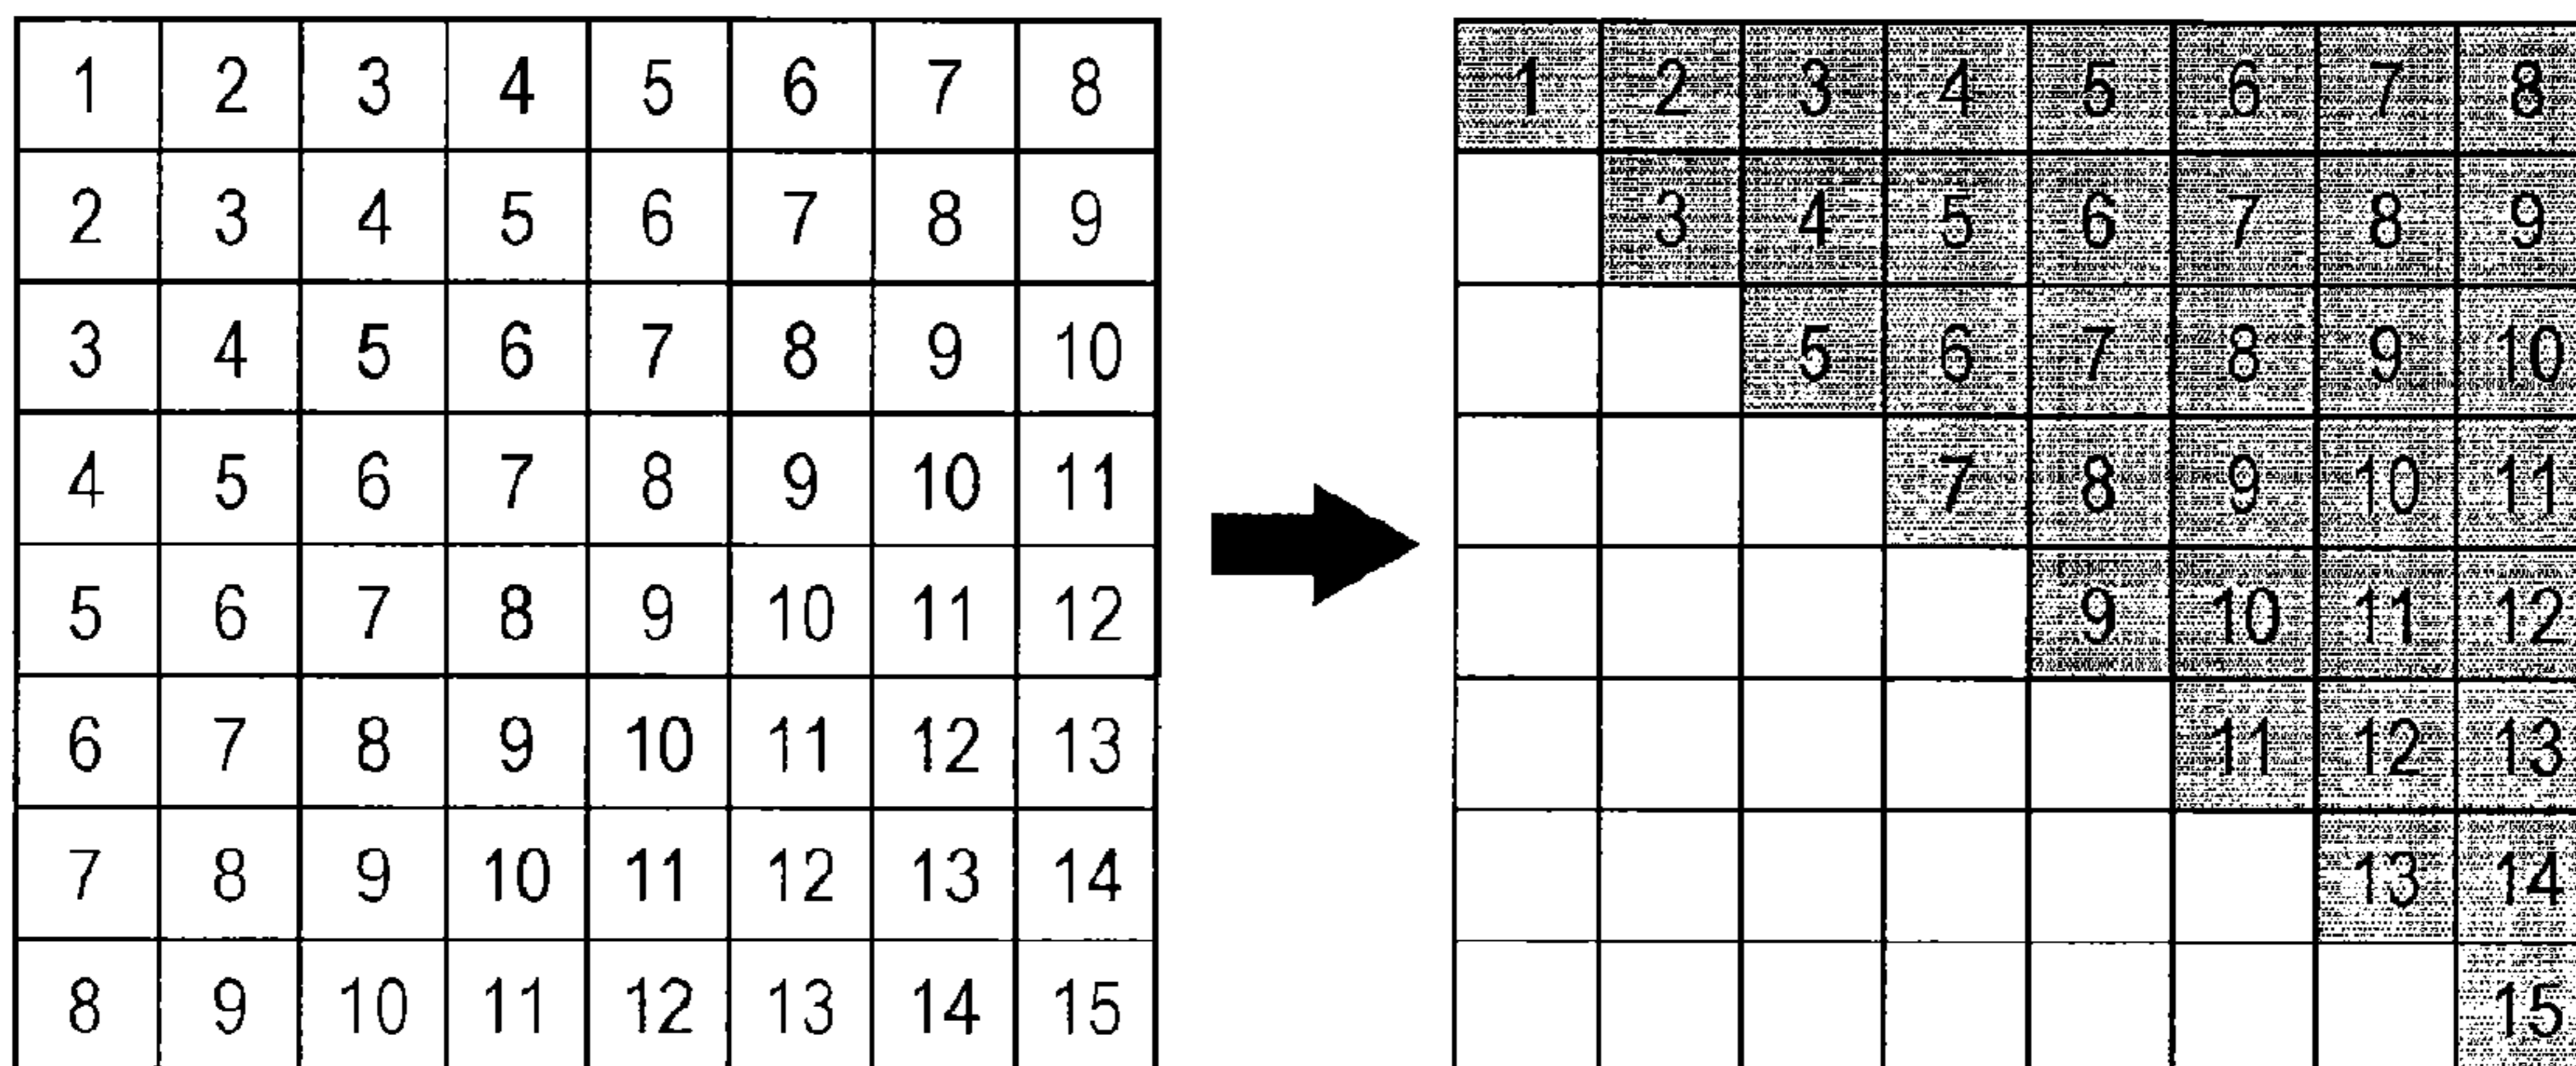 1 2 3 4 5 6 7 8
2 3 4 5 6 7 8 9
3 4 5 6 7 8 9 10
4 5 6 7 8 9 10 11
5 6 7 8 9 10 11 12
6 7 8 9 10 11 12 13
7 8 9 10 11 12 13 14
8 9 10 11 12 13 14 15
1 2 3 4 5 6 7 8
3 4 5 6 7 8 9
5 6 7 8 9 10
7 8 9 10 11
9 10 11 12
11 12 13
13 14
15